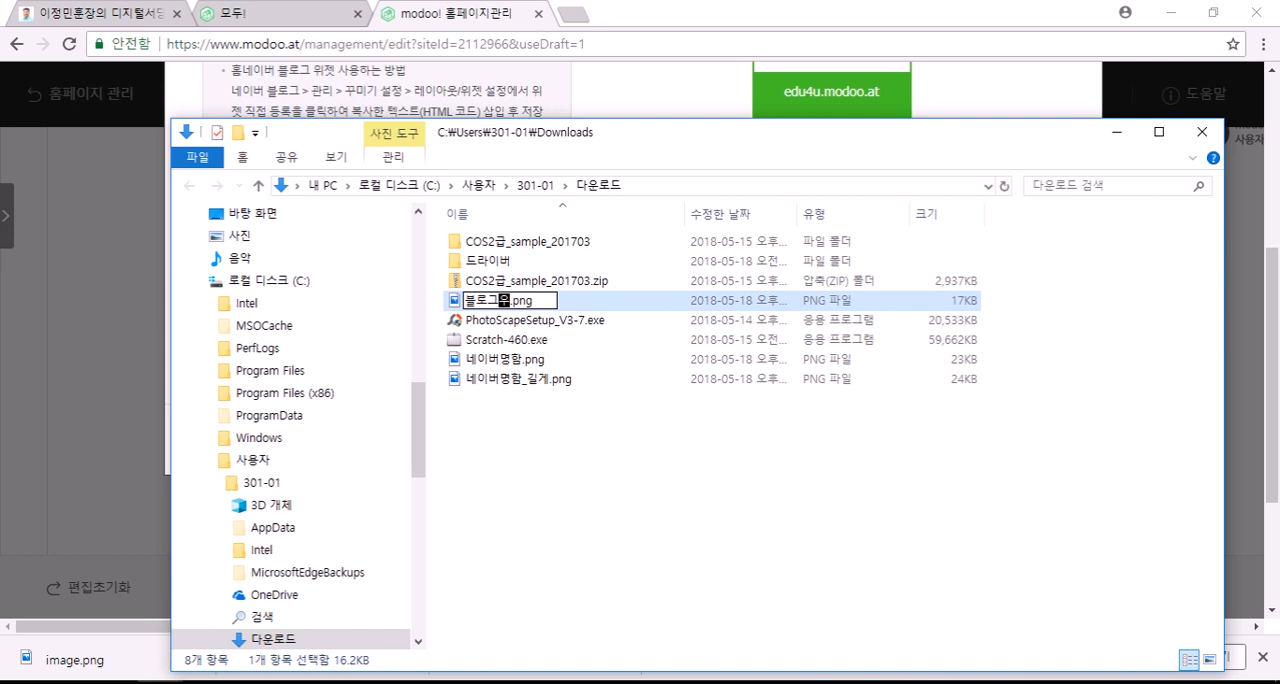 이정민훈장의 디지털서당
모두!
modoo! 홈페이지관리
안전함
https://www.modoo.at/management/edit?siteId=2112966&useDraft=1
홈페이지 관리
• 홈네이버 블로그 위젯 사용하는 방법
네이버 블로그 > 관리 > 꾸미기 설정 > 레이아웃/위젯 설정에서 위
젯 직접 등록을 클릭하여 복사한 텍스트(HTML 코드) 삽입 후 저장
edu4u.modoo.at
도움말
사용자
사진 도구
C:₩Users₩301-01₩Downloads
파일 홈 공유 보기 관리
내 PC > 로컬 디스크 (C:) > 사용자 > 301-01 > 다운로드
다운로드 검색
바탕 화면
사진
음악
로컬 디스크 (C:)
Intel
MSOCache
PerfLogs
Program Files
Program Files (x86)
ProgramData
Windows
사용자
301-01
3D 개체
AppData
Intel
MicrosoftEdgeBackups
OneDrive
검색
다운로드
이름 수정한 날짜 유형 크기
COS2급_sample_201703 2018-05-15 오후... 파일 폴더
드라이버 2018-05-18 오전... 파일 폴더
COS2급_sample_201703.zip 2018-05-15 오후... 압축(ZIP) 폴더 2,937KB
블로그우.png 2018-05-18 오후... PNG 파일 17KB
PhotoScapeSetup_V3-7.exe 2018-05-14 오후... 응용 프로그램 20,533KB
Scratch-460.exe 2018-05-15 오전... 응용 프로그램 59,662KB
네이버명함.png 2018-05-18 오후... PNG 파일 23KB
네이버명함_길게.png 2018-05-18 오후... PNG 파일 24KB
편집초기화
8개 항목 1개 항목 선택함 16.2KB
image.png